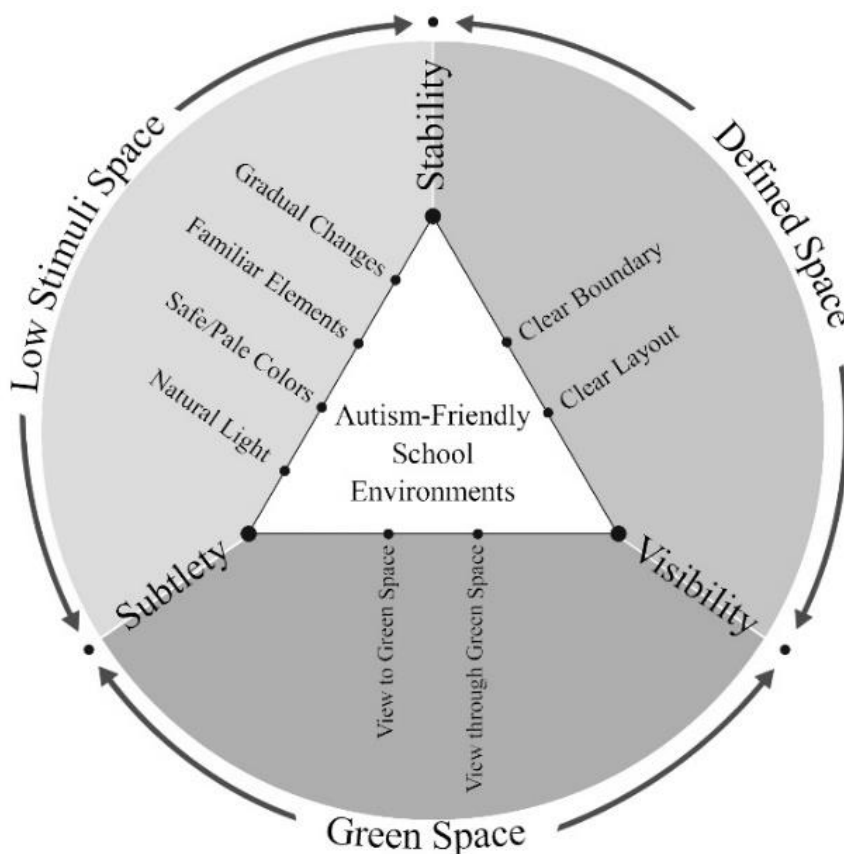 Stability
Low Stimuli Space
Defined Space
Gradual Changes
Familiar Elements
Safe/Pale Colors
Natural Light
Clear Boundary
Clear Layout
Autism-Friendly
School
Environments
Subtlety
Visibility
View to Green Space
View through Green Space
Green Space